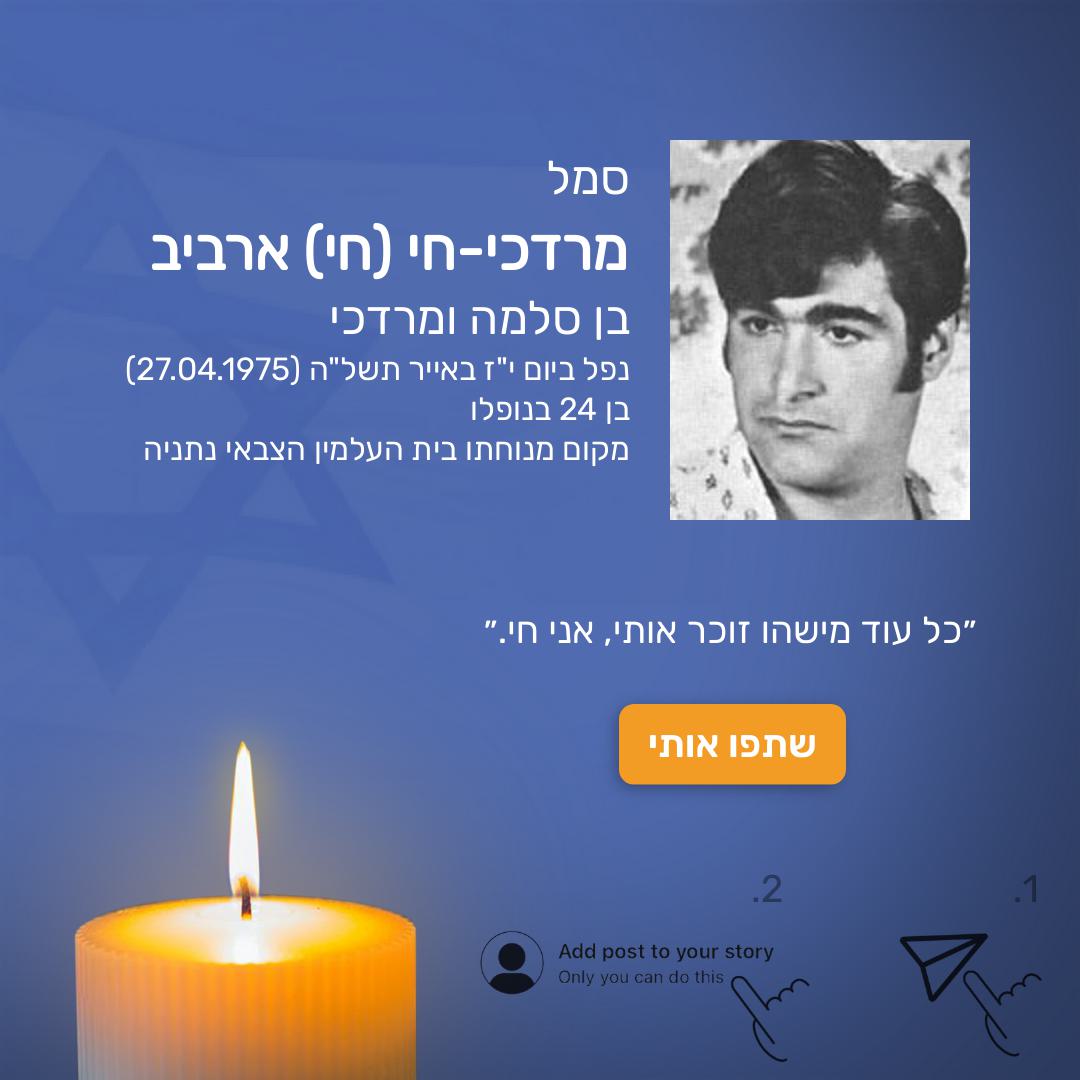 סמל
מרדכי-חי (חי) ארביב
בן סלמה ומרדכי
נפל ביום י"ז באייר תשל"ה (27.04.1975)
בן 24 בנופלו
מקום מנוחתו בית העלמין הצבאי נתניה
״כל עוד מישהו זוכר אותי, אני חי.״
שתפו אותי
1.
2.
Add post to your story
Only you can do this